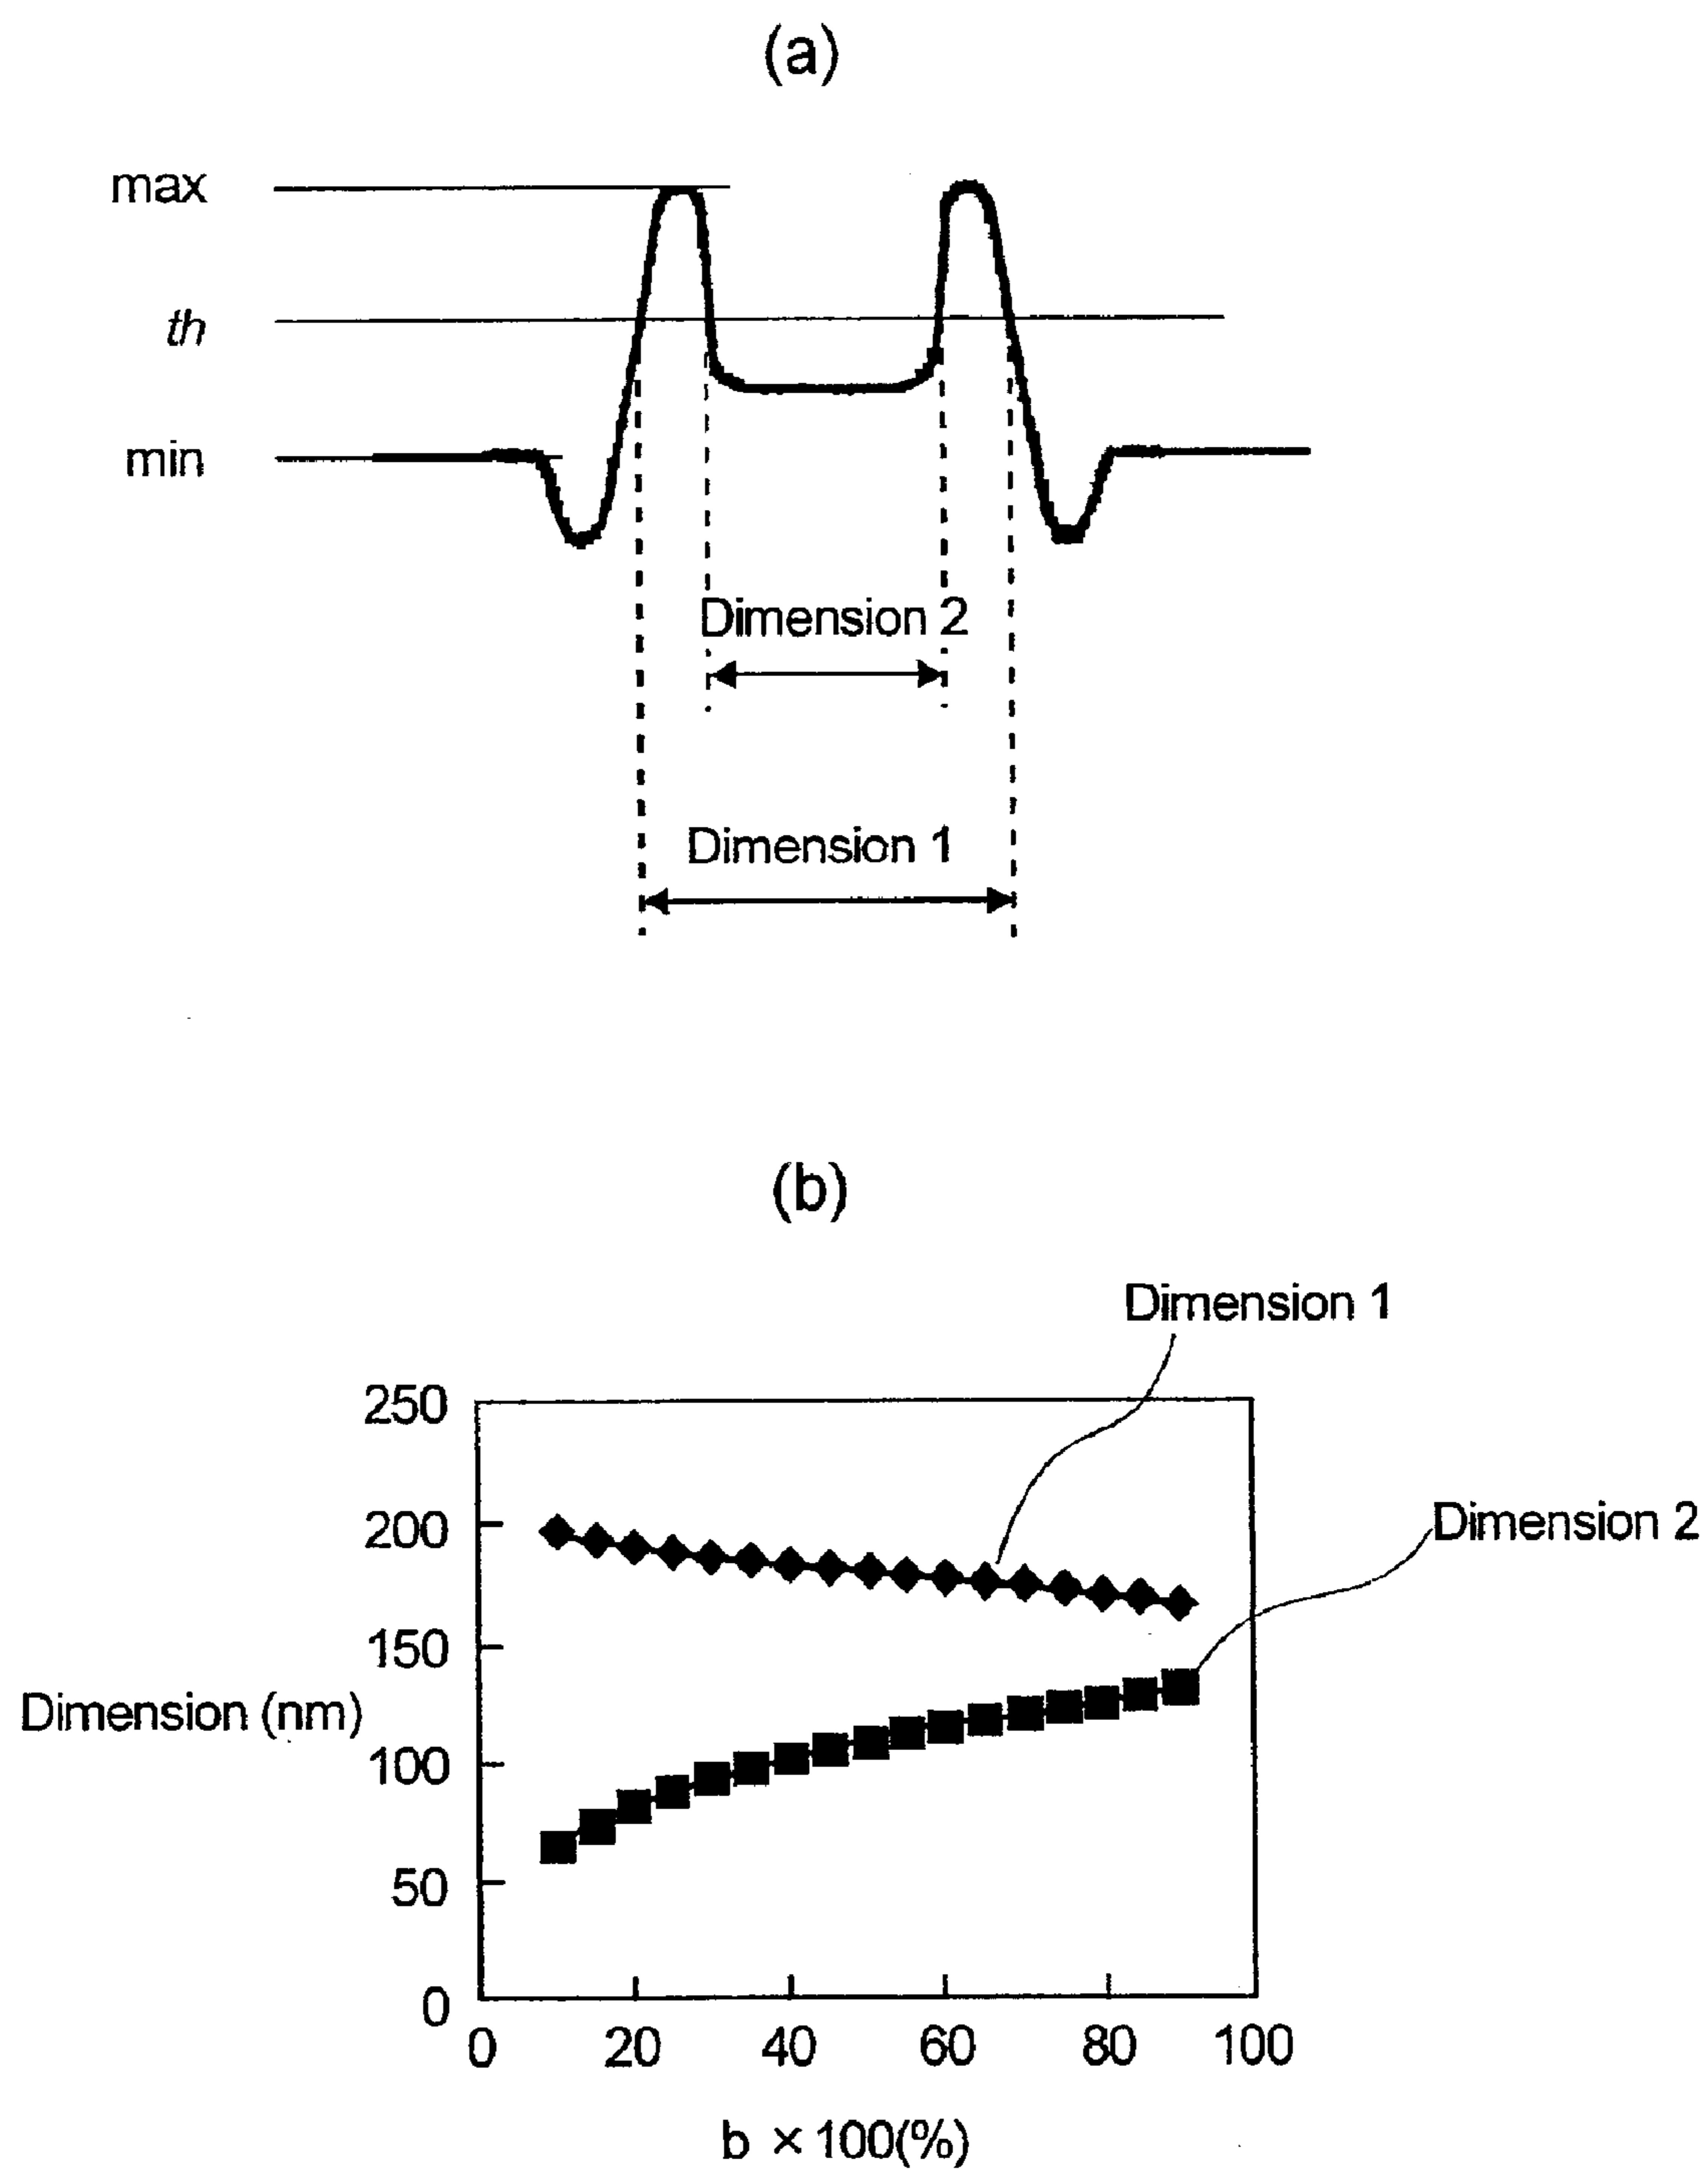 (a)
max
th
min
Dimension 2
Dimension 1
(b)
Dimension 1
Dimension 2
Dimension (nm)
250
200
150
100
50
0
0 20 40 60 80 100
b × 100(%)